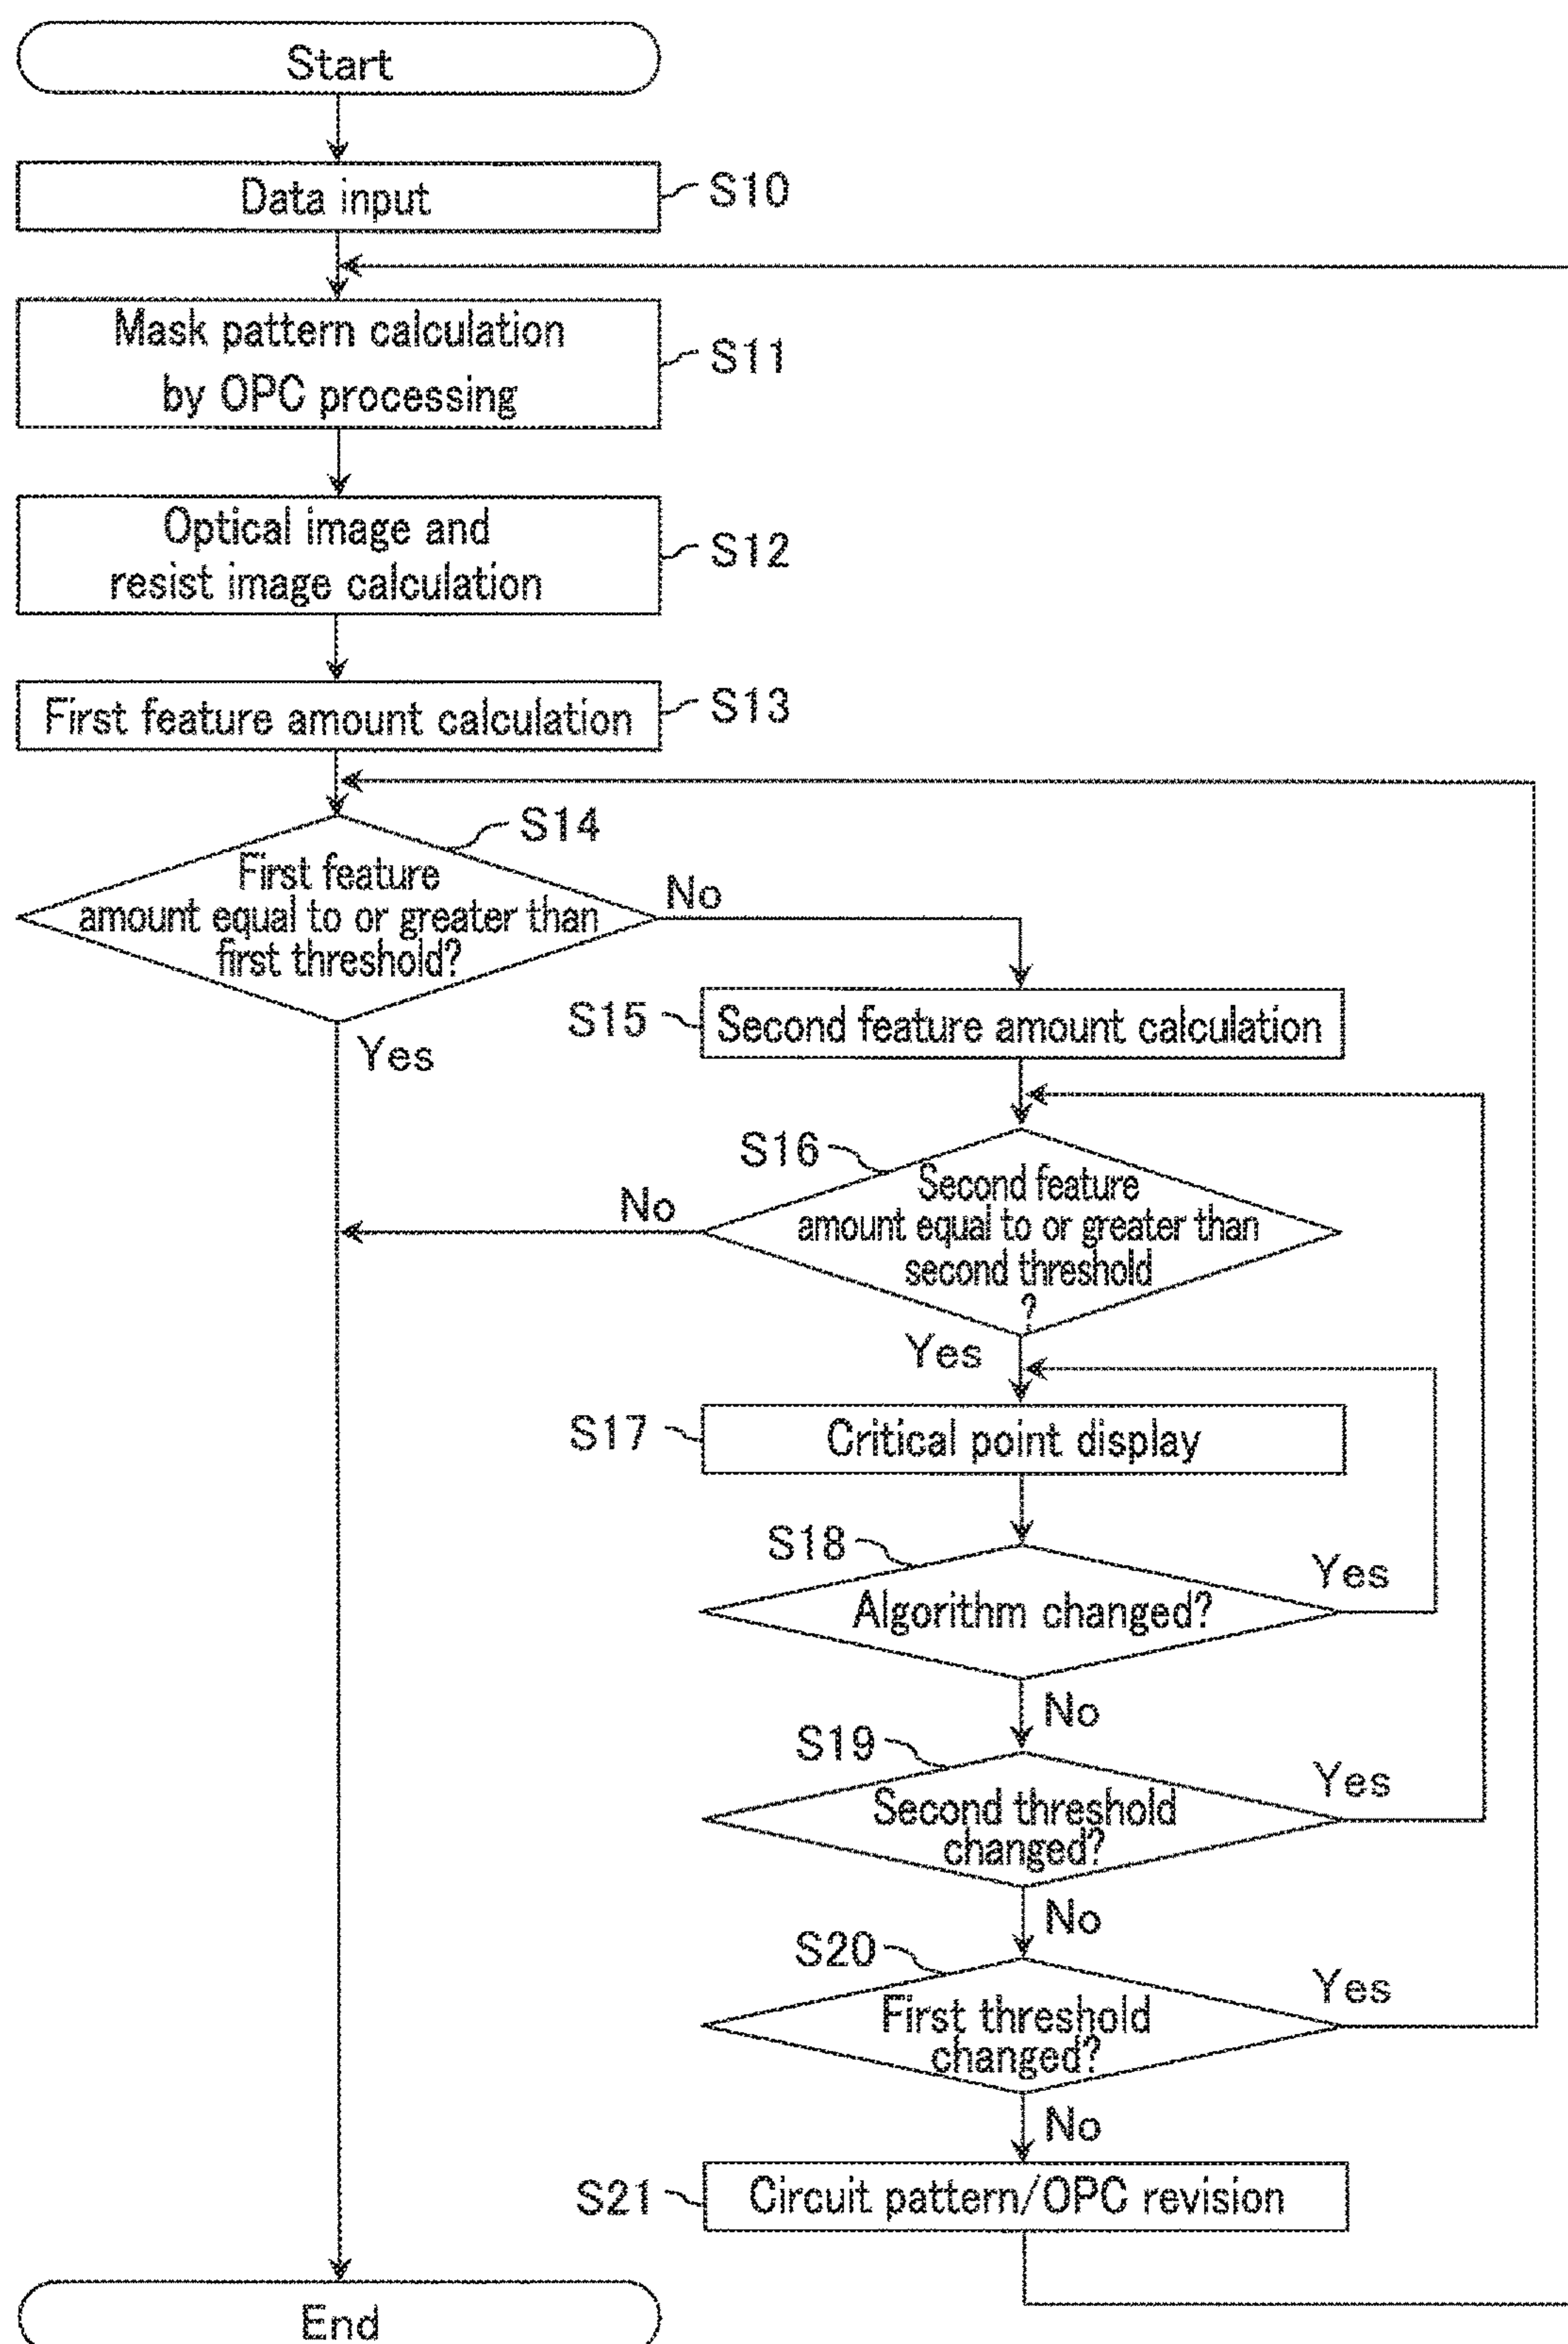 Start
Data input
S10
Mask pattern calculation
by OPC processing
S11
Optical image and
resist image calculation
S12
First feature amount calculation
S13
S14
First feature
amount equal to or greater than
first threshold?
No
Yes
S15
Second feature amount calculation
S16
Second feature
amount equal to or greater than
second threshold
?
No
Yes
S17
Critical point display
S18
Algorithm changed?
Yes
No
S19
Second threshold
changed?
Yes
No
S20
First threshold
changed?
Yes
No
S21
Circuit pattern/OPC revision
End